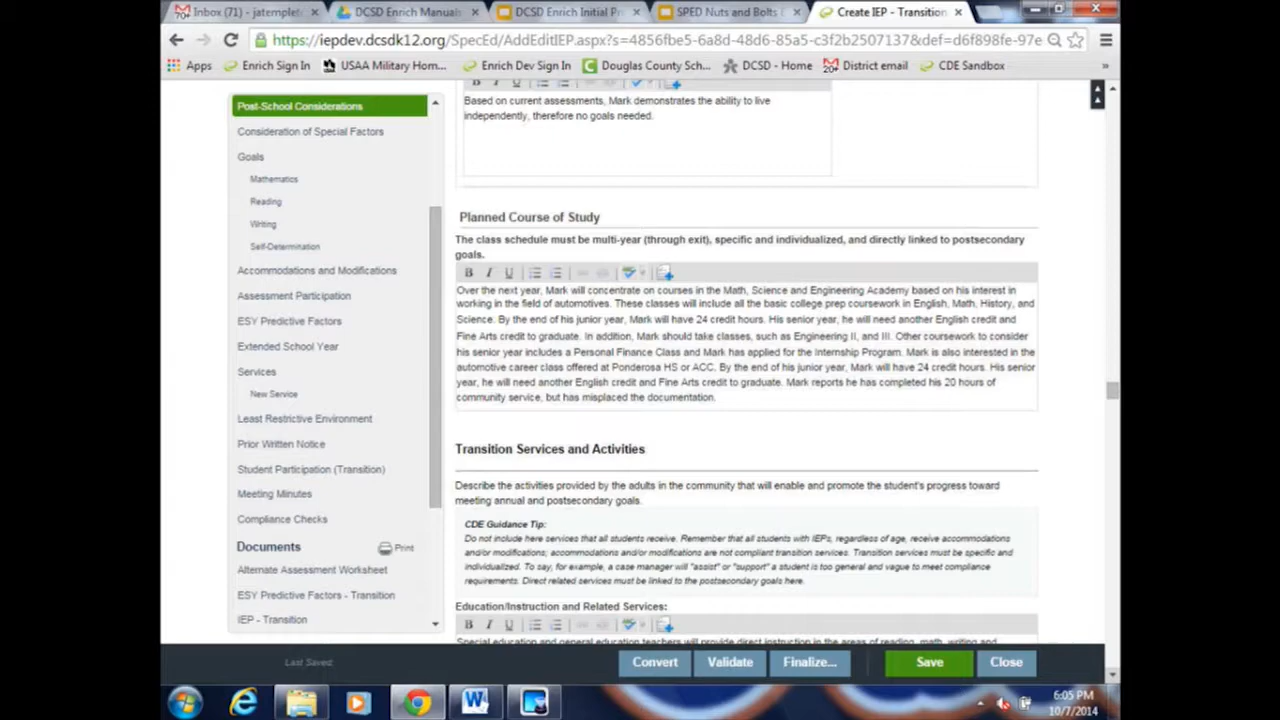 Inbox (71) - jatemplet
DCSD Enrich Manuals
DCSD Enrich Initial Pr
SPED Nuts and Bolts
Create IEP - Transition
https://iepdev.dcsdk12.org/SpecEd/AddEditIEP.aspx?s=4856fbe5-6a8d-48d6-85a5-c3f2b2507137&def=d6f898fe-97e
Apps
Enrich Sign In
USAA Military Hom...
Enrich Dev Sign In
Douglas County Sch...
DCSD - Home
District email
CDE Sandbox
»
Post-School Considerations
Consideration of Special Factors
Goals
Mathematics
Reading
Writing
Self-Determination
Accommodations and Modifications
Assessment Participation
ESY Predictive Factors
Extended School Year
Services
New Service
Least Restrictive Environment
Prior Written Notice
Student Participation (Transition)
Meeting Minutes
Compliance Checks
Documents
Print
Alternate Assessment Worksheet
ESY Predictive Factors - Transition
IEP - Transition
B I U
Based on current assessments, Mark demonstrates the ability to live
independently, therefore no goals needed.
Planned Course of Study
The class schedule must be multi-year (through exit), specific and individualized, and directly linked to postsecondary
goals.
B I U
Over the next year, Mark will concentrate on courses in the Math, Science and Engineering Academy based on his interest in
working in the field of automotives. These classes will include all the basic college prep coursework in English, Math, History, and
Science. By the end of his junior year, Mark will have 24 credit hours. His senior year, he will need another English credit and
Fine Arts credit to graduate. In addition, Mark should take classes, such as Engineering II, and III. Other coursework to consider
his senior year includes a Personal Finance Class and Mark has applied for the Internship Program. Mark is also interested in the
automotive career class offered at Ponderosa HS or ACC. By the end of his junior year, Mark will have 24 credit hours. His senior
year, he will need another English credit and Fine Arts credit to graduate. Mark reports he has completed his 20 hours of
community service, but has misplaced the documentation.
Transition Services and Activities
Describe the activities provided by the adults in the community that will enable and promote the student's progress toward
meeting annual and postsecondary goals.
CDE Guidance Tip:
Do not include here services that all students receive. Remember that all students with IEPs, regardless of age, receive accommodations
and/or modifications; accommodations and/or modifications are not compliant transition services. Transition services must be specific and
individualized. To say, for example, a case manager will "assist" or "support" a student is too general and vague to meet compliance
requirements. Direct related services must be linked to the postsecondary goals here.
Education/Instruction and Related Services:
B I U
Special education and general education teachers will provide direct instruction in the areas of reading, math, writing and
Last Saved:
Convert
Validate
Finalize...
Save
Close
6:05 PM
10/7/2014